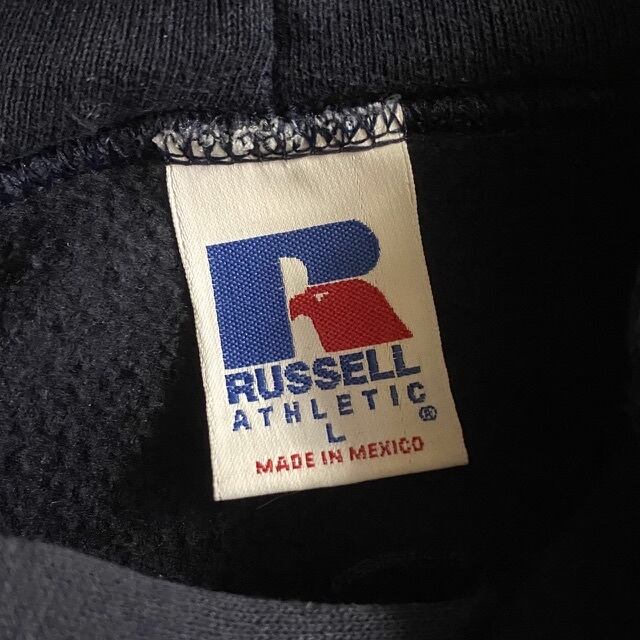 RUSSELL
ATHLETIC ®
L
MADE IN MEXICO